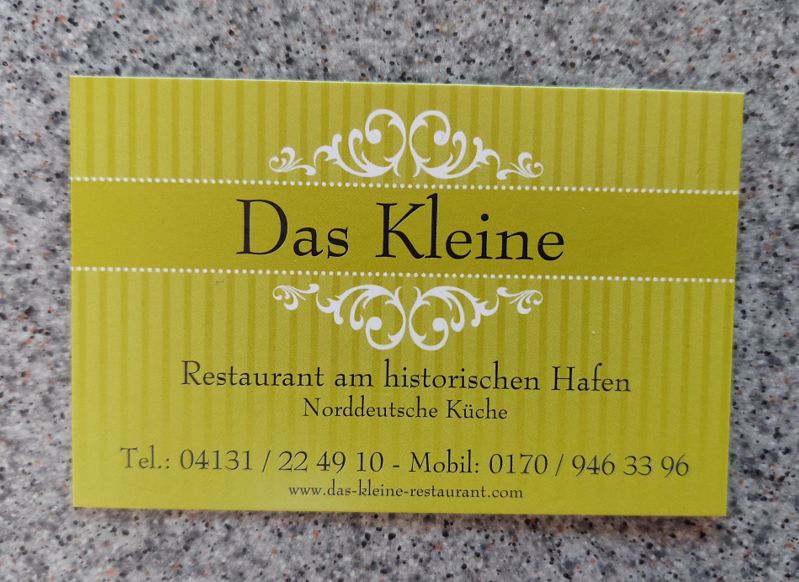 Das Kleine
Restaurant am historischen Hafen
Norddeutsche Küche
Tel.: 04131 / 22 49 10 - Mobil: 0170 / 946 33 96
www.das-kleine-restaurant.com